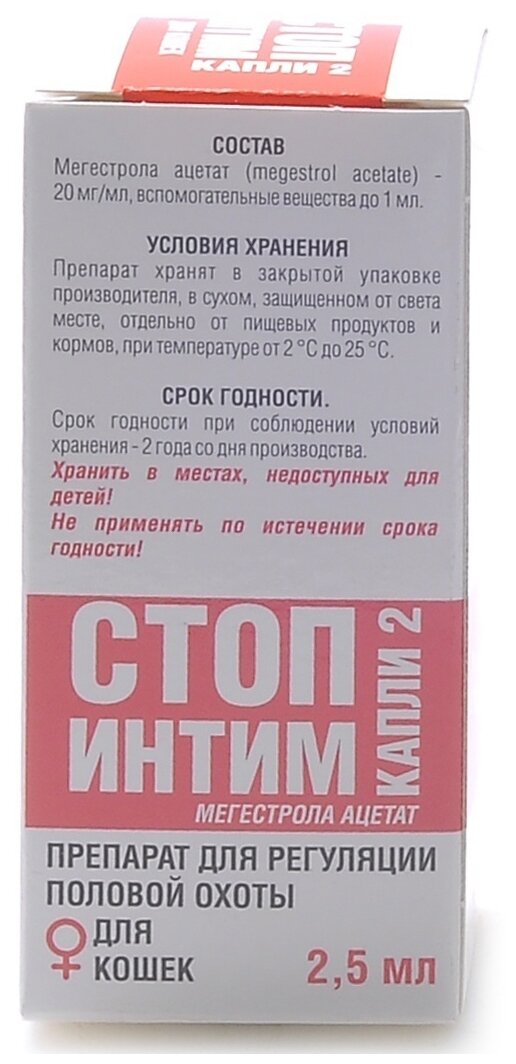 КАПЛИ 2
СОСТАВ
Мегестрола ацетат (megestrol acetate) -
20 мг/мл, вспомогательные вещества до 1 мл.
УСЛОВИЯ ХРАНЕНИЯ
Препарат хранят в закрытой упаковке
производителя, в сухом, защищенном от света
месте, отдельно от пищевых продуктов и
кормов, при температуре от 2 °С до 25 °С.
СРОК ГОДНОСТИ.
Срок годности при соблюдении условий
хранения - 2 года со дня производства.
Хранить в местах, недоступных для
детей!
Не применять по истечении срока
годности!
СТОП
ИНТИМ
КАПЛИ 2
МЕГЕСТРОЛА АЦЕТАТ
ПРЕПАРАТ ДЛЯ РЕГУЛЯЦИИ
ПОЛОВОЙ ОХОТЫ
ДЛЯ
КОШЕК
2,5 мл